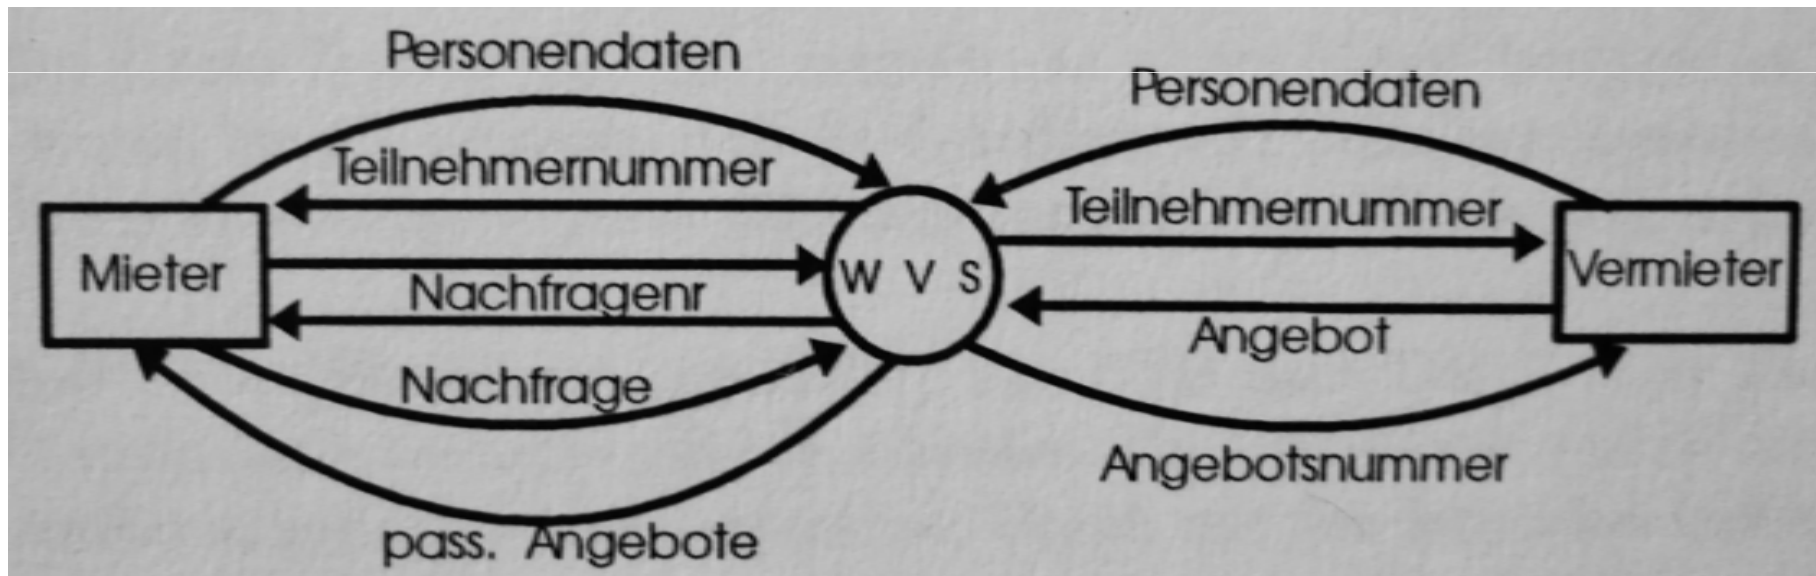 Personendaten
Personendaten
Teilnehmernummer
Teilnehmernummer
Mieter
W V S
Vermieter
Nachfragenr
Angebot
Nachfrage
Angebotsnummer
pass. Angebote